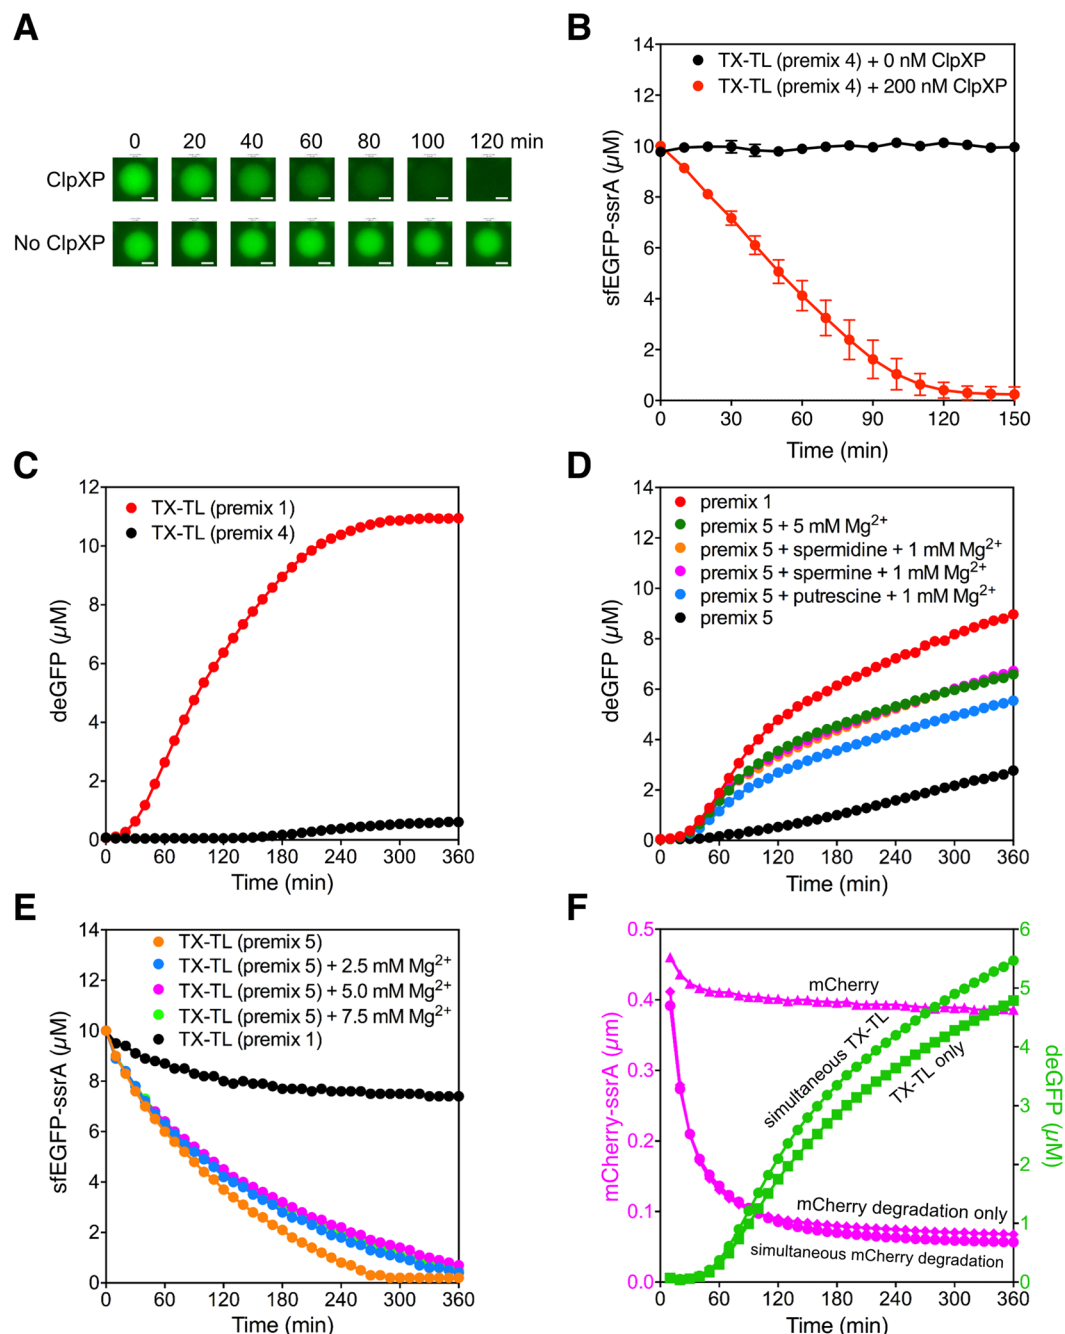 A
0 20 40 60 80 100 120 min
ClpXP
No ClpXP
B
TX-TL (premix 4) + 0 nM ClpXP
TX-TL (premix 4) + 200 nM ClpXP
sfEGFP-ssrA (µM)
14
12
10
8
6
4
2
0
0 30 60 90 120 150
Time (min)
C
TX-TL (premix 1)
TX-TL (premix 4)
deGFP (µM)
12
10
8
6
4
2
0
0 60 120 180 240 300 360
Time (min)
D
premix 1
premix 5 + 5 mM Mg²⁺
premix 5 + spermidine + 1 mM Mg²⁺
premix 5 + spermine + 1 mM Mg²⁺
premix 5 + putrescine + 1 mM Mg²⁺
premix 5
deGFP (µM)
14
12
10
8
6
4
2
0
0 60 120 180 240 300 360
Time (min)
E
TX-TL (premix 5)
TX-TL (premix 5) + 2.5 mM Mg²⁺
TX-TL (premix 5) + 5.0 mM Mg²⁺
TX-TL (premix 5) + 7.5 mM Mg²⁺
TX-TL (premix 1)
sfEGFP-ssrA (µM)
14
12
10
8
6
4
2
0
0 60 120 180 240 300 360
Time (min)
F
mCherry-ssrA (µm)
0.5
0.4
0.3
0.2
0.1
0.0
mCherry
simultaneous TX-TL
TX-TL only
mCherry degradation only
simultaneous mCherry degradation
6
5
4
3
2
1
0
deGFP (µM)
0 60 120 180 240 300 360
Time (min)